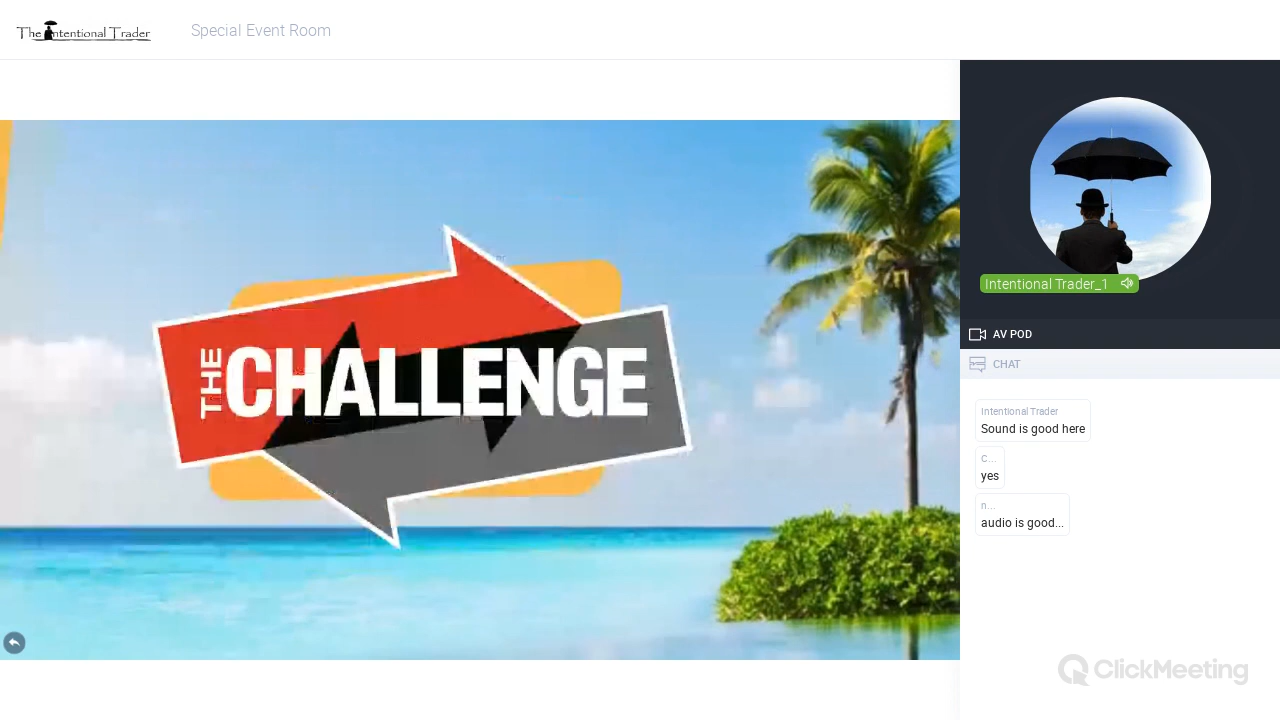 The Intentional Trader
Special Event Room
THE CHALLENGE
Intentional Trader_1
AV POD
CHAT
Intentional Trader
Sound is good here
C...
yes
n...
audio is good...
ClickMeeting